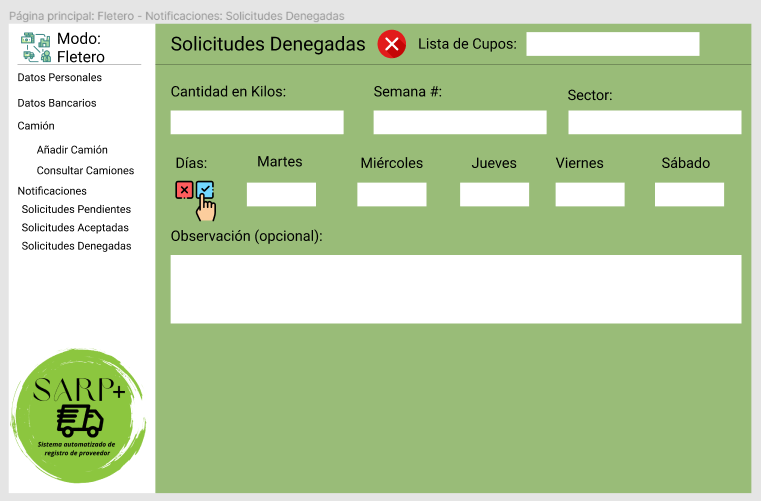 Página principal: Fletero - Notificaciones: Solicitudes Denegadas
Modo:
Fletero
Datos Personales
Datos Bancarios
Camión
Añadir Camión
Consultar Camiones
Notificaciones
Solicitudes Pendientes
Solicitudes Aceptadas
Solicitudes Denegadas
SARP+
Sistema automatizado de
registro de proveedor
Solicitudes Denegadas
Lista de Cupos:
Cantidad en Kilos:
Semana #:
Sector:
Días:
Martes
Miércoles
Jueves
Viernes
Sábado
Observación (opcional):